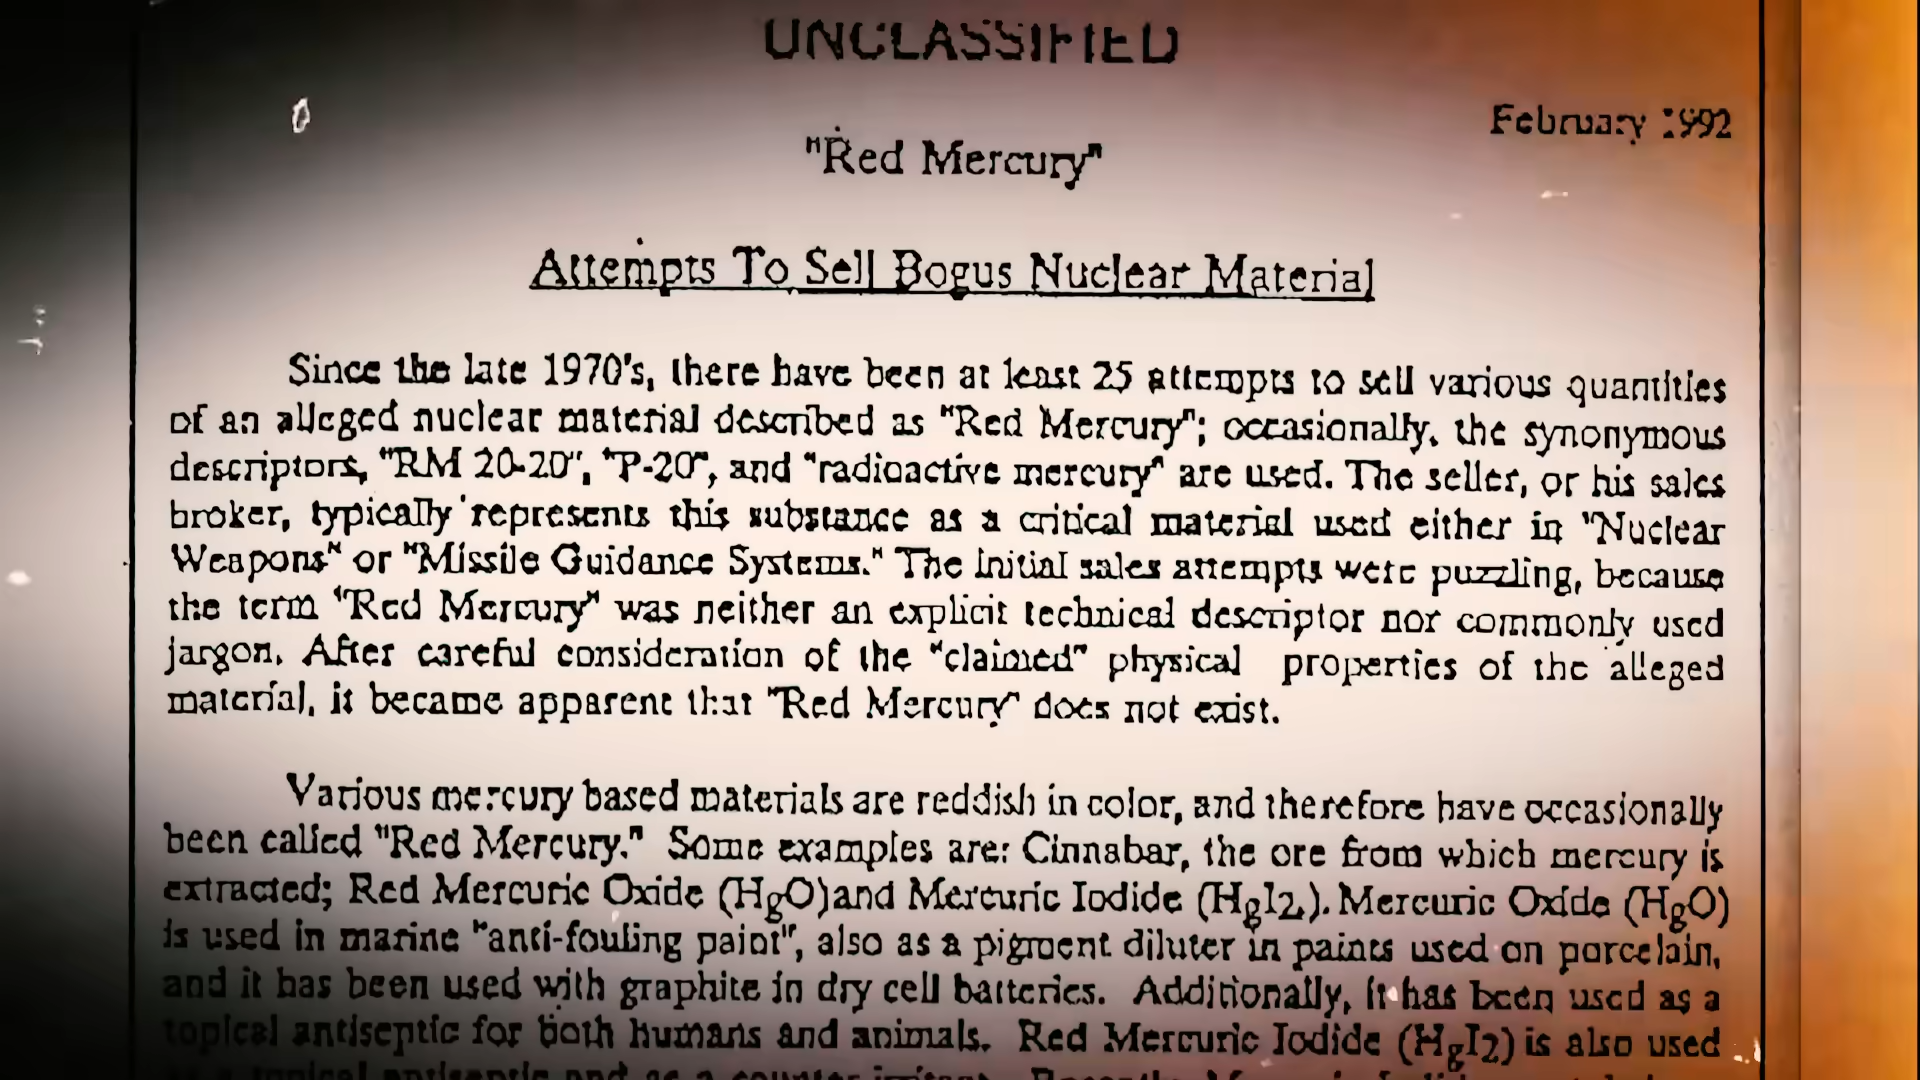 UNCLASSIFIED
February 1992
"Red Mercury"
Attempts To Sell Bogus Nuclear Material
Since the late 1970's, there have been at least 25 attempts to sell various quantities
of an alleged nuclear material described as "Red Mercury"; occasionally, the synonymous
descriptors, "RM 20-20", "P-20", and "radioactive mercury" are used. The seller, or his sales
broker, typically represents this substance as a critical material used either in "Nuclear
Weapons" or "Missile Guidance Systems." The initial sales attempts were puzzling, because
the term "Red Mercury" was neither an explicit technical descriptor nor commonly used
jargon. After careful consideration of the "claimed" physical properties of the alleged
material, it became apparent that "Red Mercury" does not exist.
Various mercury based materials are reddish in color, and therefore have occasionally
been called "Red Mercury." Some examples are: Cinnabar, the ore from which mercury is
extracted; Red Mercuric Oxide (HgO)and Mercuric Iodide (HgI2,). Mercuric Oxide (HgO)
is used in marine "anti-fouling paint", also as a pigment diluter in paints used on porcelain,
and it has been used with graphite in dry cell batteries. Additionally, it has been used as a
topical antiseptic for both humans and animals. Red Mercuric Iodide (HgI2) is also used
topical antiseptic and as a counter